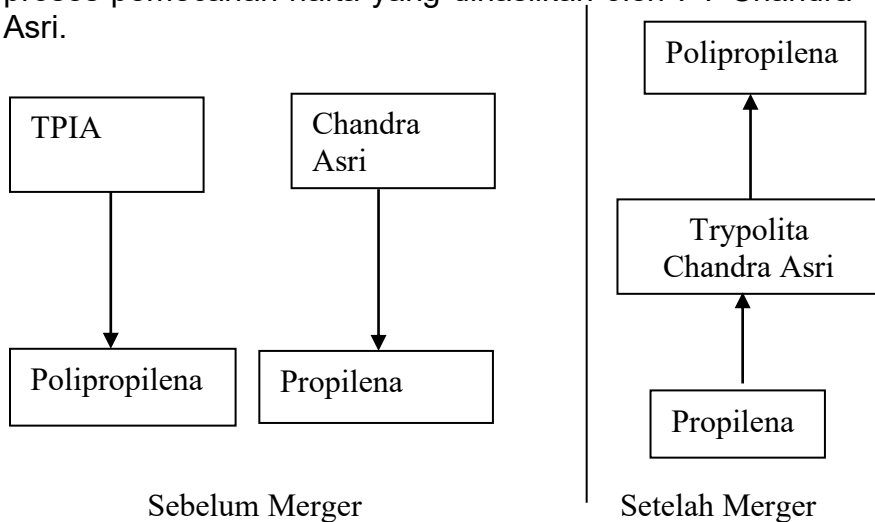 Asri.
TPIA
Chandra
Asri
Polipropilena
Propilena
Sebelum Merger
Polipropilena
Trypolita
Chandra Asri
Propilena
Setelah Merger